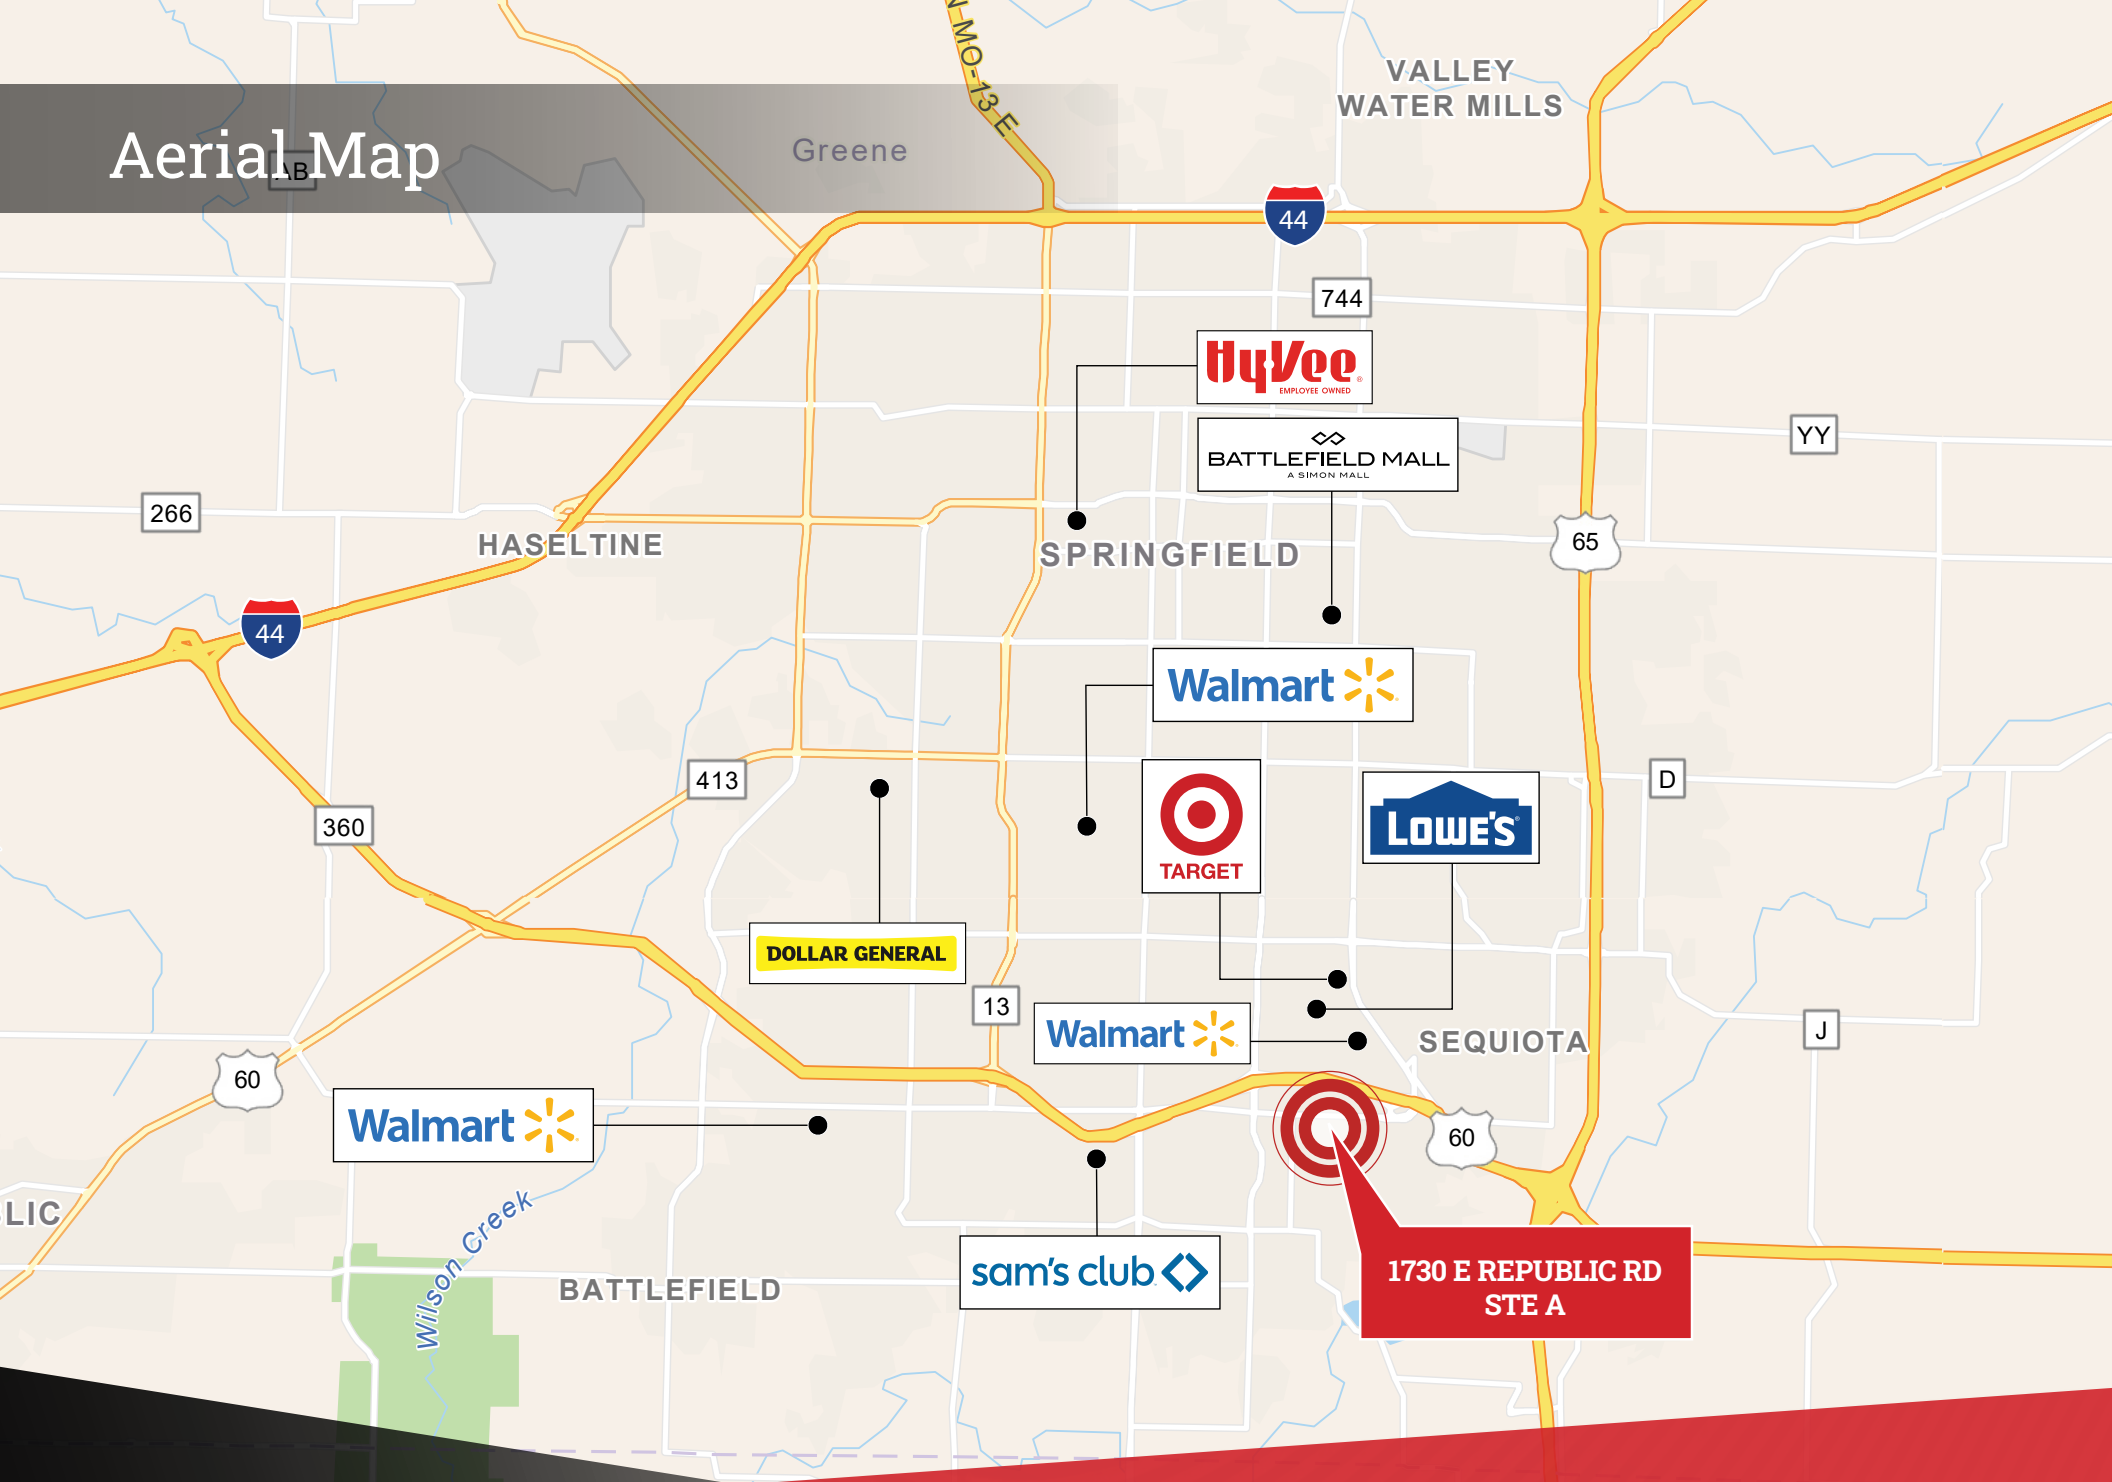 N MO-13 E
VALLEY
WATER MILLS
Aerial Map
AB
Greene
44
744
HyVee
EMPLOYEE OWNED
BATTLEFIELD MALL
A SIMON MALL
YY
266
HASELTINE
SPRINGFIELD
65
44
Walmart
413
D
360
TARGET
LOWE'S
DOLLAR GENERAL
13
Walmart
SEQUIOTA
J
60
Walmart
60
LIC
Wilson Creek
sam's club
BATTLEFIELD
1730 E REPUBLIC RD
STE A